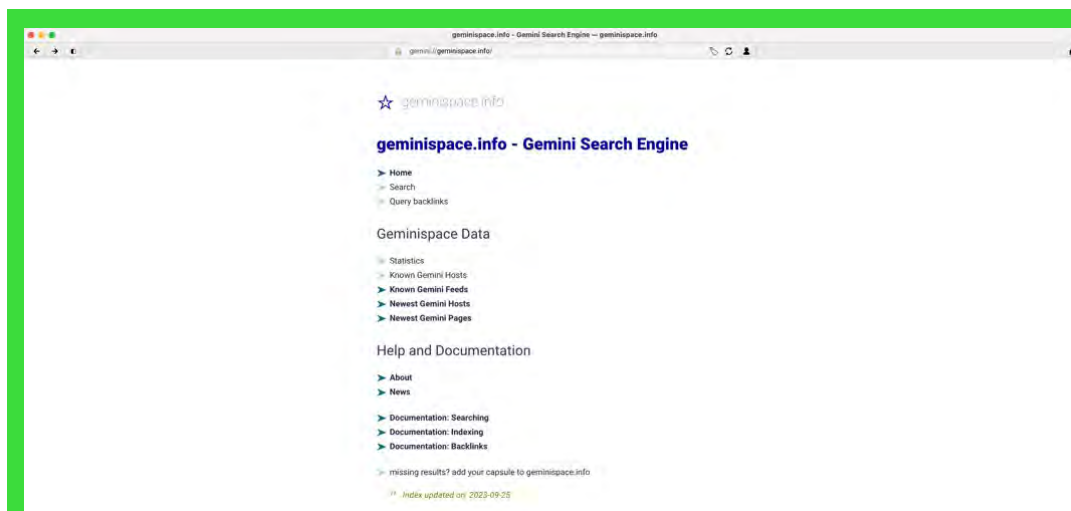 geminispace.info - Gemini Search Engine — geminispace.info
gemini://geminispace.info/
geminispace.info
geminispace.info - Gemini Search Engine
Home
Search
Query backlinks
Geminispace Data
Statistics
Known Gemini Hosts
Known Gemini Feeds
Newest Gemini Hosts
Newest Gemini Pages
Help and Documentation
About
News
Documentation: Searching
Documentation: Indexing
Documentation: Backlinks
missing results? add your capsule to geminispace.info
Index updated on: 2023-09-25